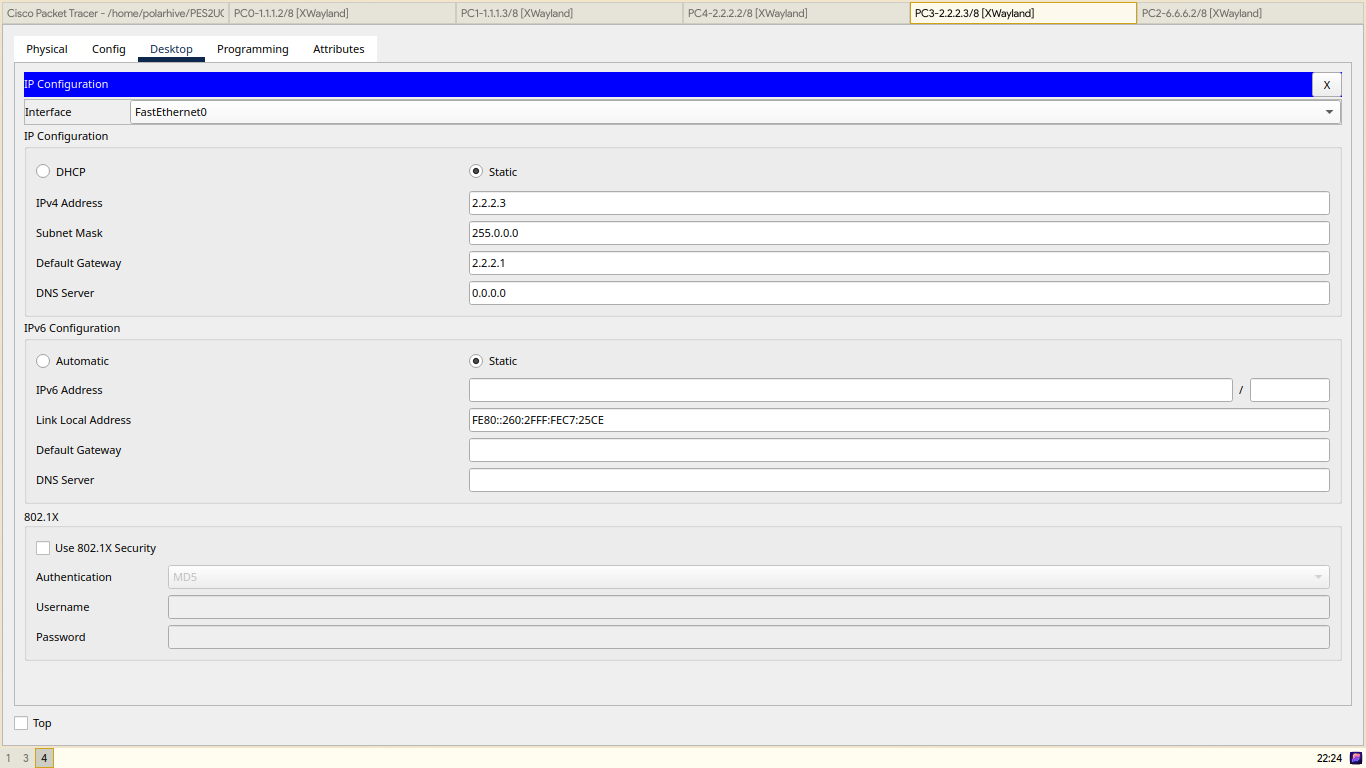 Cisco Packet Tracer - /home/polarhive/PES2UC PC0-1.1.1.2/8 [XWayland] PC1-1.1.1.3/8 [XWayland] PC4-2.2.2.2/8 [XWayland] PC3-2.2.2.3/8 [XWayland] PC2-6.6.6.2/8 [XWayland]
Physical Config Desktop Programming Attributes
IP Configuration X
Interface FastEthernet0
IP Configuration
DHCP Static
IPv4 Address 2.2.2.3
Subnet Mask 255.0.0.0
Default Gateway 2.2.2.1
DNS Server 0.0.0.0
IPv6 Configuration
Automatic Static
IPv6 Address /
Link Local Address FE80::260:2FFF:FEC7:25CE
Default Gateway
DNS Server
802.1X
Use 802.1X Security
Authentication MD5
Username
Password
Top
1 3 4 22:24